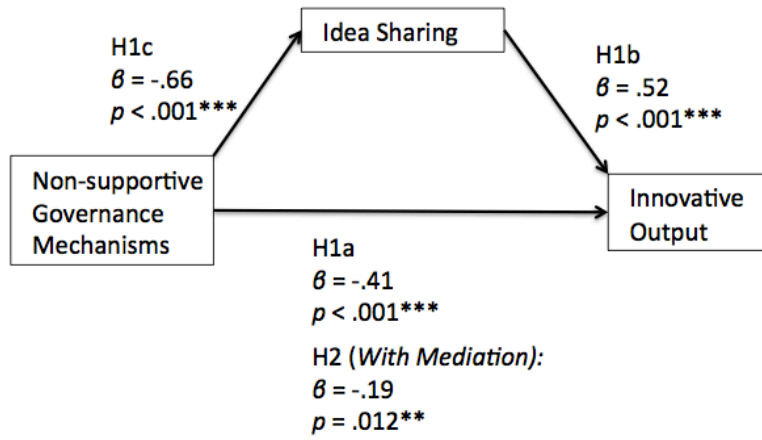 Idea Sharing
H1c
β = -.66
p < .001***
H1b
β = .52
p < .001***
Non-supportive
Governance
Mechanisms
Innovative
Output
H1a
β = -.41
p < .001***
H2 (With Mediation):
β = -.19
p = .012**